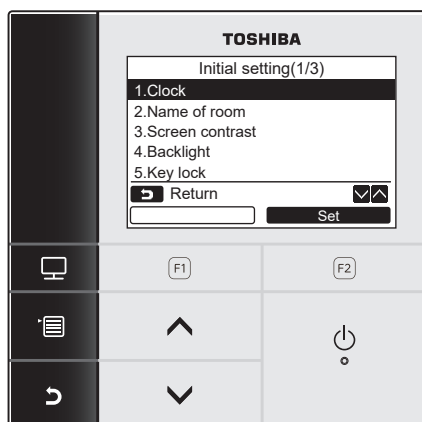 TOSHIBA
Initial setting(1/3)
1.Clock
2.Name of room
3.Screen contrast
4.Backlight
5.Key lock
Return
Set
F1
F2